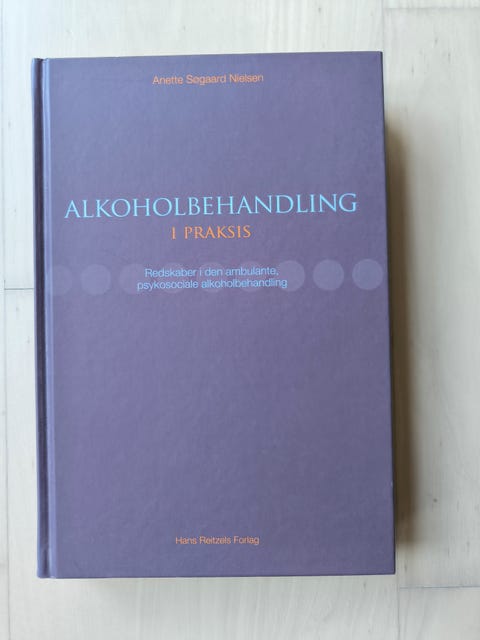 Anette Søgaard Nielsen
ALKOHOLBEHANDLING
I PRAKSIS
Redskaber i den ambulante,
psykosociale alkoholbehandling
Hans Reitzels Forlag